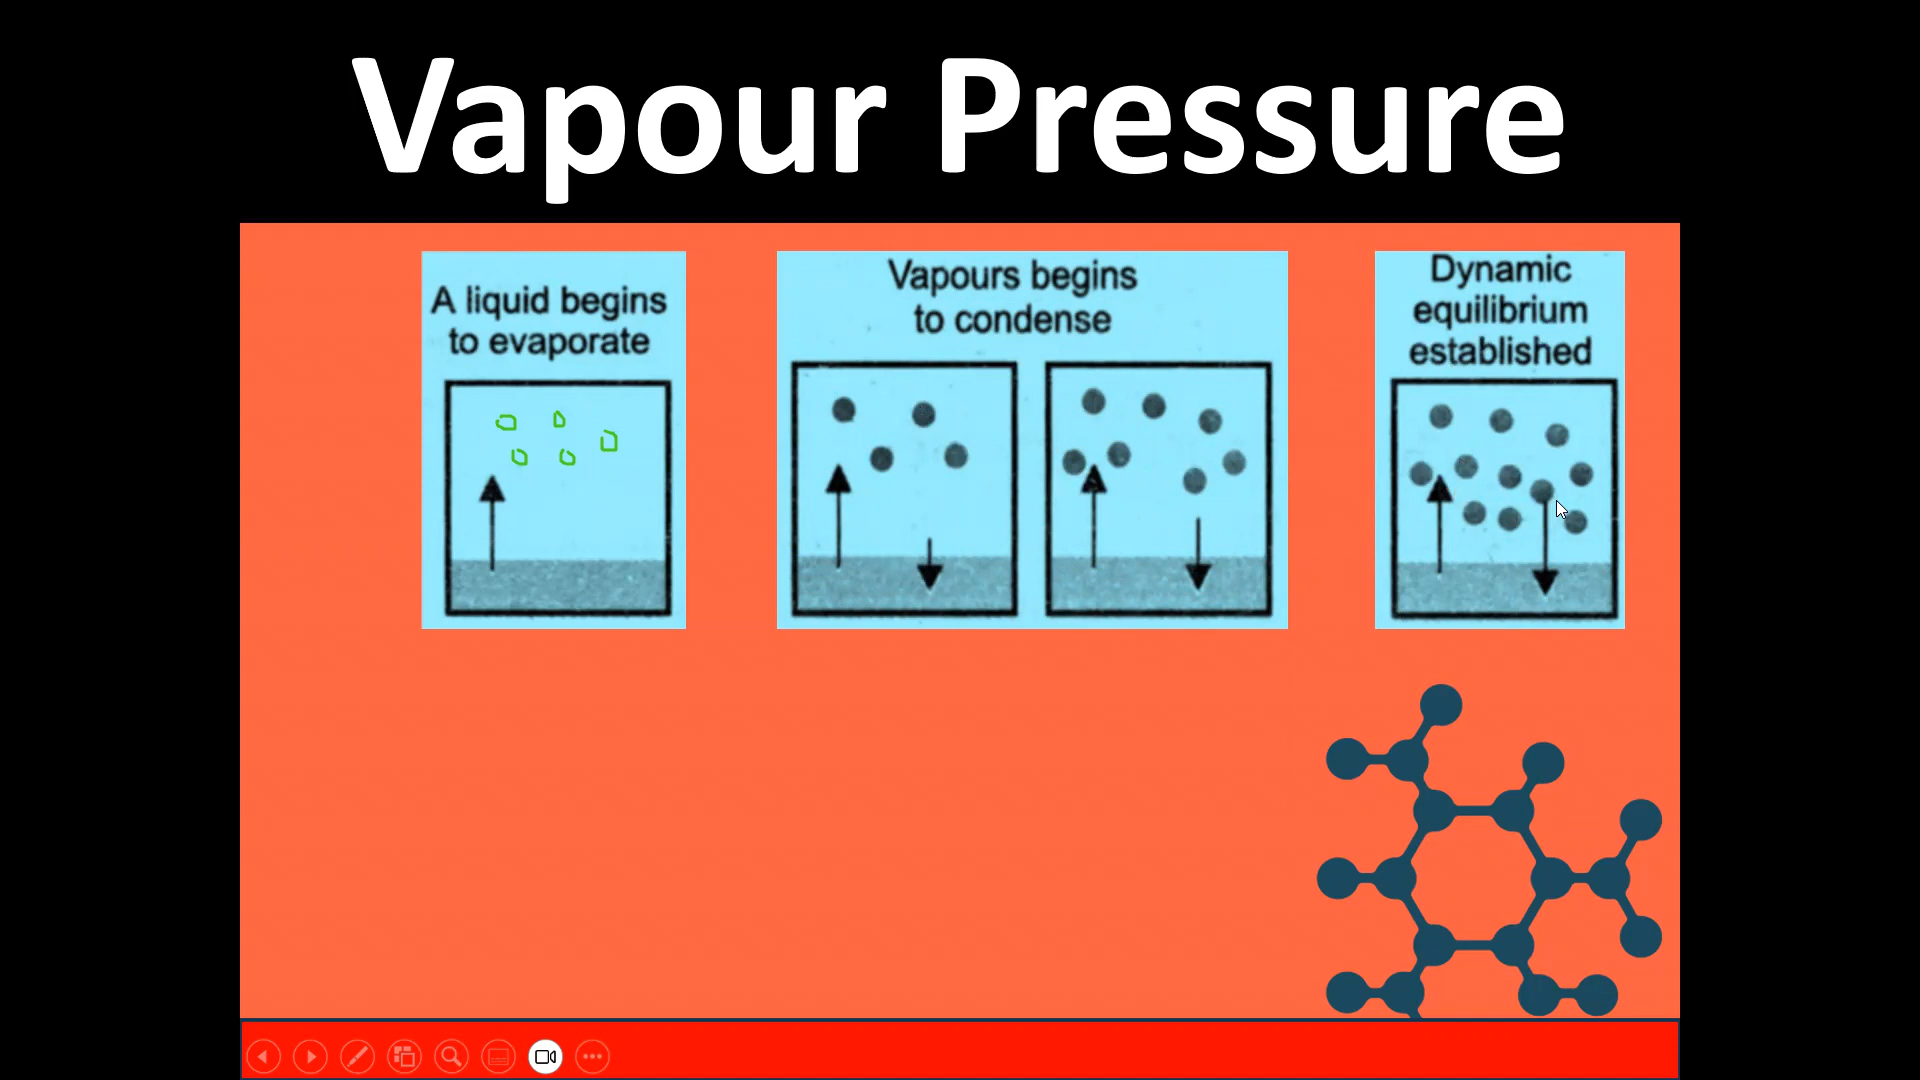 Vapour Pressure
A liquid begins
to evaporate
Vapours begins
to condense
Dynamic
equilibrium
established